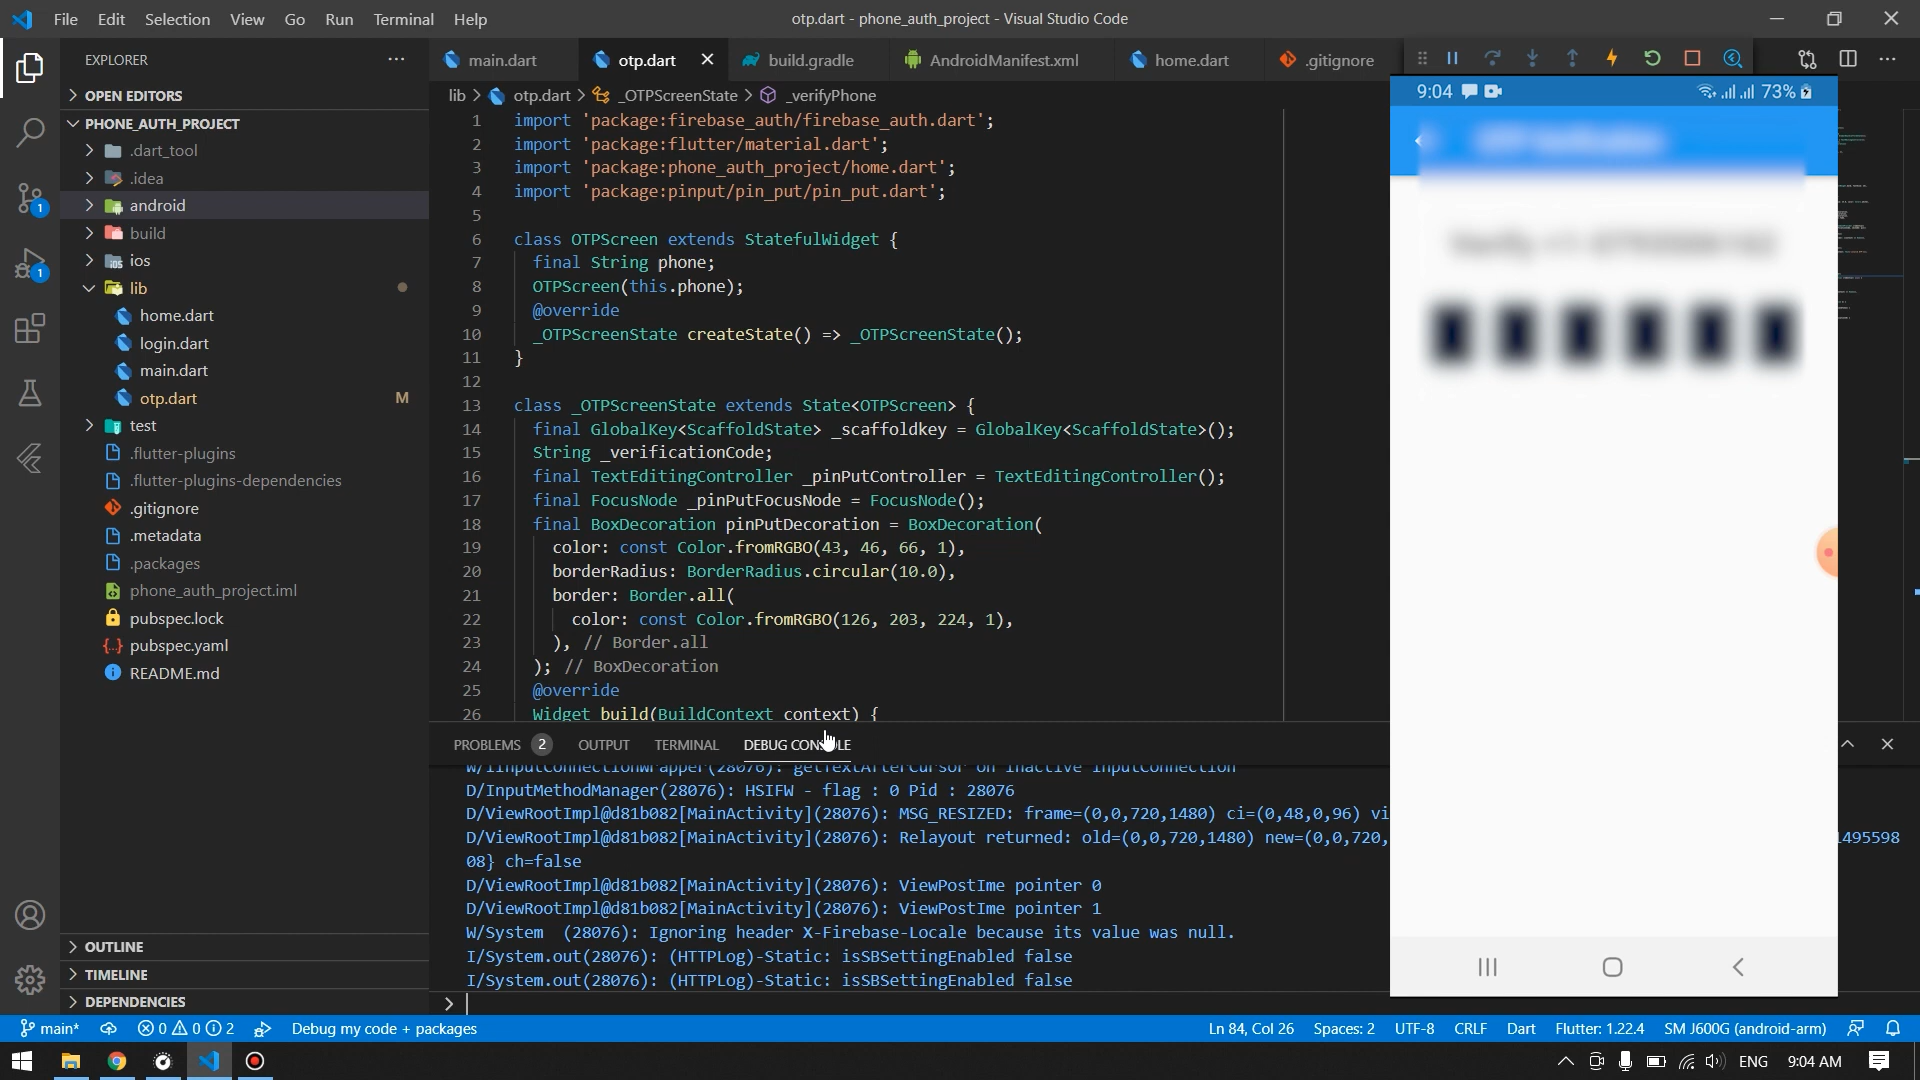 File Edit Selection View Go Run Terminal Help
otp.dart - phone_auth_project - Visual Studio Code
EXPLORER
main.dart
otp.dart
build.gradle
AndroidManifest.xml
home.dart
.gitignore
OPEN EDITORS
PHONE_AUTH_PROJECT
.dart_tool
.idea
android
build
ios
lib
home.dart
login.dart
main.dart
otp.dart M
test
.flutter-plugins
.flutter-plugins-dependencies
.gitignore
.metadata
.packages
phone_auth_project.iml
pubspec.lock
pubspec.yaml
README.md
OUTLINE
TIMELINE
DEPENDENCIES
1
1
lib > otp.dart > _OTPScreenState > _verifyPhone
1 import 'package:firebase_auth/firebase_auth.dart';
2 import 'package:flutter/material.dart';
3 import 'package:phone_auth_project/home.dart';
4 import 'package:pinput/pin_put/pin_put.dart';
5
6 class OTPScreen extends StatefulWidget {
7 final String phone;
8 OTPScreen(this.phone);
9 @override
10 _OTPScreenState createState() => _OTPScreenState();
11 }
12
13 class _OTPScreenState extends State<OTPScreen> {
14 final GlobalKey<ScaffoldState> _scaffoldkey = GlobalKey<ScaffoldState>();
15 String _verificationCode;
16 final TextEditingController _pinPutController = TextEditingController();
17 final FocusNode _pinPutFocusNode = FocusNode();
18 final BoxDecoration pinPutDecoration = BoxDecoration(
19 color: const Color.fromRGBO(43, 46, 66, 1),
20 borderRadius: BorderRadius.circular(10.0),
21 border: Border.all(
22 color: const Color.fromRGBO(126, 203, 224, 1),
23 ), // Border.all
24 ); // BoxDecoration
25 @override
26 Widget build(BuildContext context) {
PROBLEMS 2 OUTPUT TERMINAL DEBUG CONSOLE
W/IInputConnectionWrapper(28076): getTextAfterCursor on inactive InputConnection
D/InputMethodManager(28076): HSIFW - flag : 0 Pid : 28076
D/ViewRootImpl@d81b082[MainActivity](28076): MSG_RESIZED: frame=(0,0,720,1480) ci=(0,48,0,96) vi
D/ViewRootImpl@d81b082[MainActivity](28076): Relayout returned: old=(0,0,720,1480) new=(0,0,720, 1495598
08} ch=false
D/ViewRootImpl@d81b082[MainActivity](28076): ViewPostIme pointer 0
D/ViewRootImpl@d81b082[MainActivity](28076): ViewPostIme pointer 1
W/System (28076): Ignoring header X-Firebase-Locale because its value was null.
I/System.out(28076): (HTTPLog)-Static: isSBSettingEnabled false
I/System.out(28076): (HTTPLog)-Static: isSBSettingEnabled false
>
9:04 73%
main* 0 0 2 Debug my code + packages Ln 84, Col 26 Spaces: 2 UTF-8 CRLF Dart Flutter: 1.22.4 SM J600G (android-arm)
ENG 9:04 AM